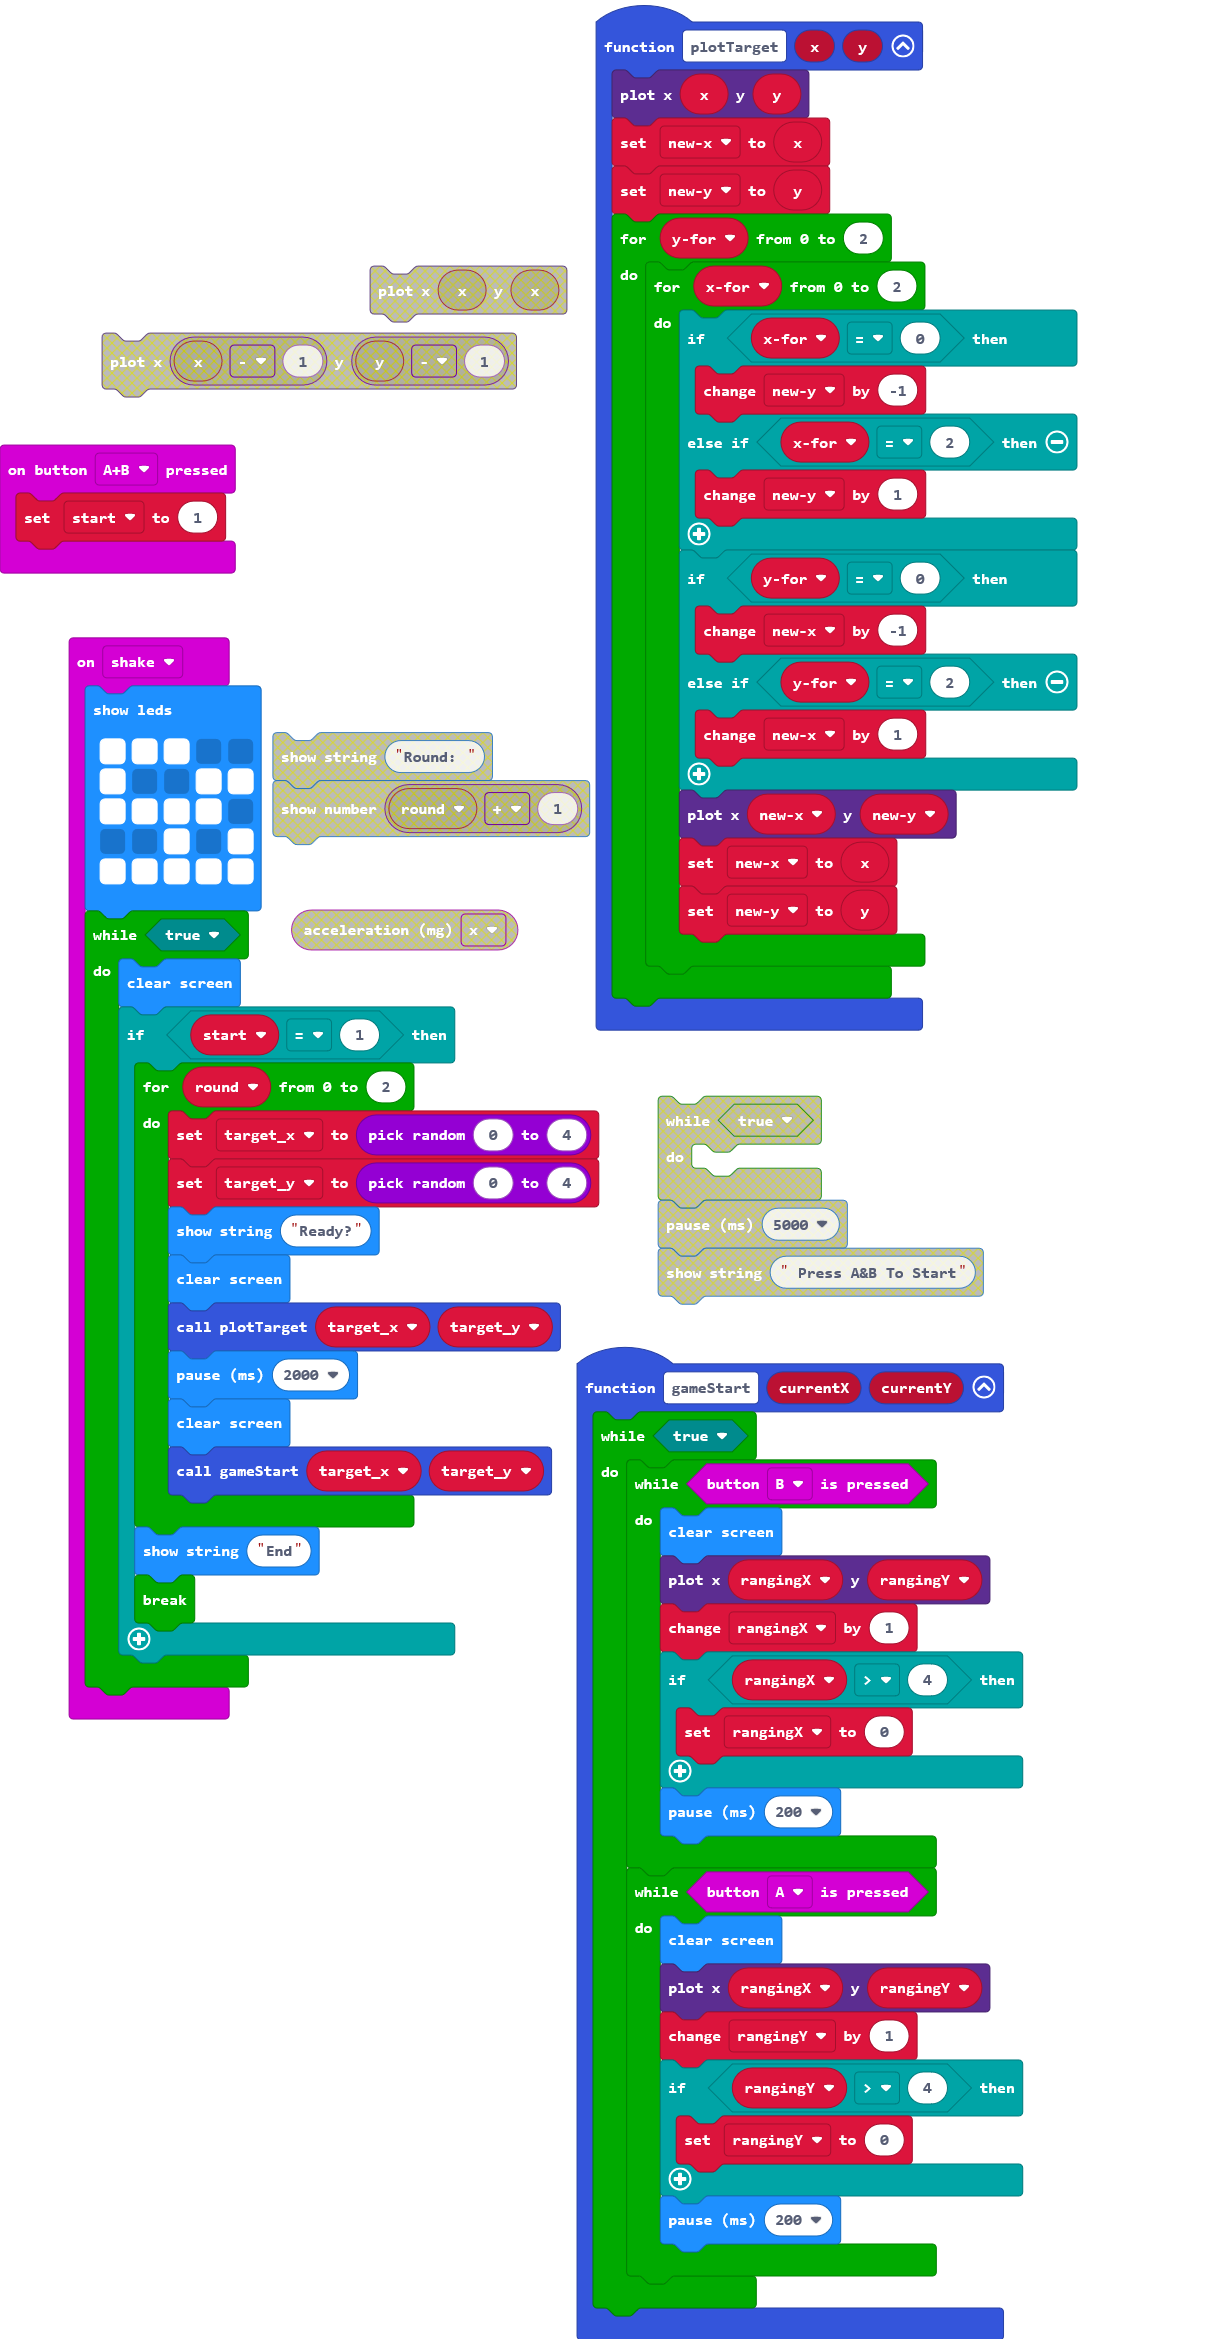 function plotTarget x y
plot x x y y
set new-x to x
set new-y to y
for y-for from 0 to 2
do
for x-for from 0 to 2
do
if x-for = 0 then
change new-y by -1
else if x-for = 2 then
change new-y by 1
if y-for = 0 then
change new-x by -1
else if y-for = 2 then
change new-x by 1
plot x new-x y new-y
set new-x to x
set new-y to y
plot x x y x
plot x x - 1 y y - 1
on button A+B pressed
set start to 1
on shake
show leds
while true
do
clear screen
if start = 1 then
for round from 0 to 2
do
set target_x to pick random 0 to 4
set target_y to pick random 0 to 4
show string "Ready?"
clear screen
call plotTarget target_x target_y
pause (ms) 2000
clear screen
call gameStart target_x target_y
show string "End"
break
show string "Round: "
show number round + 1
acceleration (mg) x
while true
do
pause (ms) 5000
show string " Press A&B To Start"
function gameStart currentX currentY
while true
do
while button B is pressed
do
clear screen
plot x rangingX y rangingY
change rangingX by 1
if rangingX > 4 then
set rangingX to 0
pause (ms) 200
while button A is pressed
do
clear screen
plot x rangingX y rangingY
change rangingY by 1
if rangingY > 4 then
set rangingY to 0
pause (ms) 200